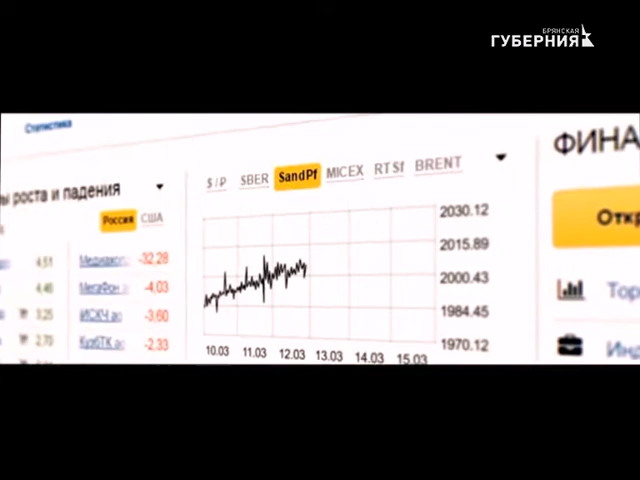 БРЯНСКАЯ
ГУБЕРНИЯ
Статистика
ФИНА
ы роста и падения
$/₽ SBER SandPf MICEX RTSf BRENT
Россия США
2030.12
2015.89
2000.43
1984.45
1970.12
10.03 11.03 12.03 13.03 14.03 15.03
4.51 -32.28
4.46 МегаФон -4.03
3.25 ИСКЧ -3.60
2.70 КузбТК -2.33
Откр
Тор
Инд